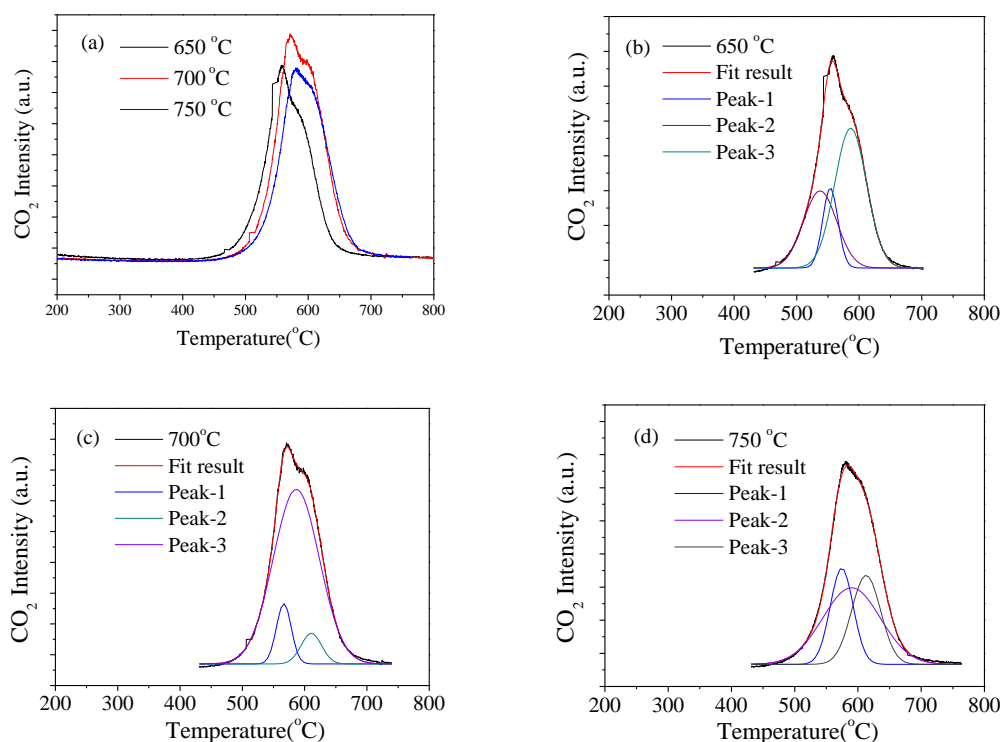 (a)
650 °C
700 °C
750 °C
CO2 Intensity (a.u.)
200 300 400 500 600 700 800
Temperature(°C)
(b)
650 °C
Fit result
Peak-1
Peak-2
Peak-3
CO2 Intensity (a.u.)
200 300 400 500 600 700 800
Temperature(°C)
(c)
700°C
Fit result
Peak-1
Peak-2
Peak-3
CO2 Intensity (a.u.)
200 300 400 500 600 700 800
Temperature(°C)
(d)
750 °C
Fit result
Peak-1
Peak-2
Peak-3
CO2 Intensity (a.u.)
200 300 400 500 600 700 800
Temperature(°C)